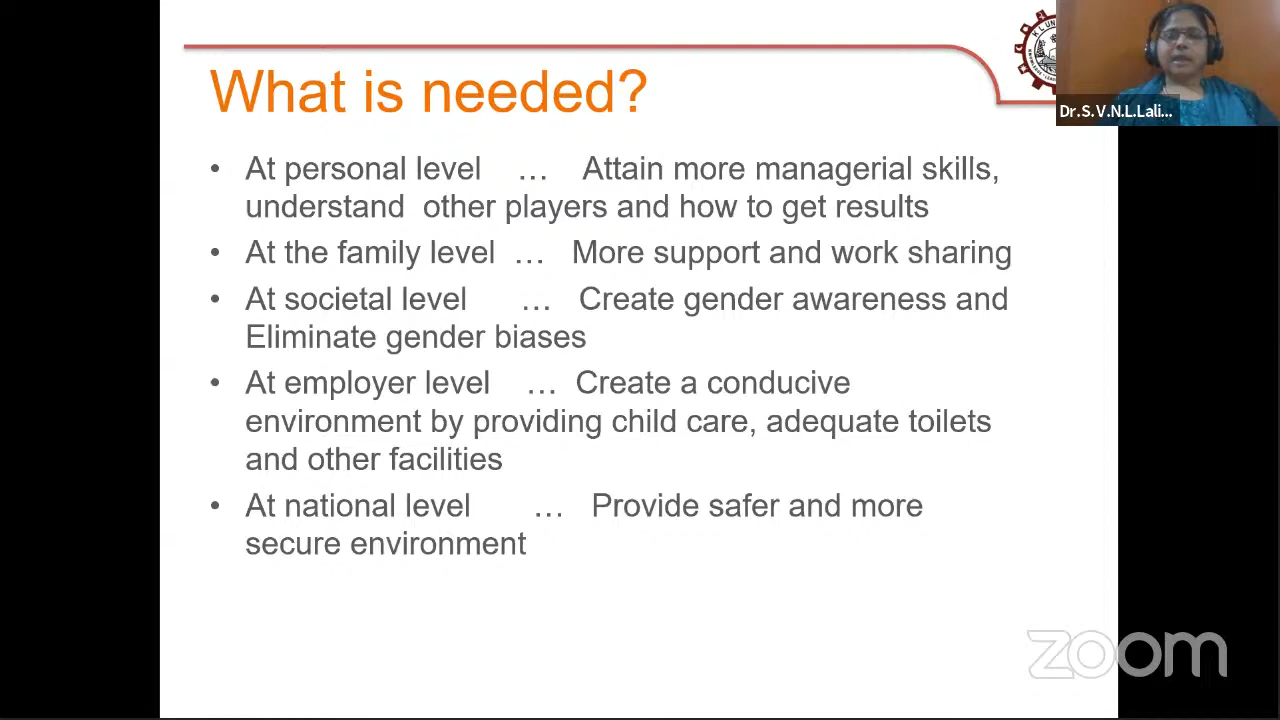 What is needed?
• At personal level … Attain more managerial skills,
understand other players and how to get results
• At the family level … More support and work sharing
• At societal level … Create gender awareness and
Eliminate gender biases
• At employer level … Create a conducive
environment by providing child care, adequate toilets
and other facilities
• At national level … Provide safer and more
secure environment
Dr.S.V.N.L.Lali...
zoom